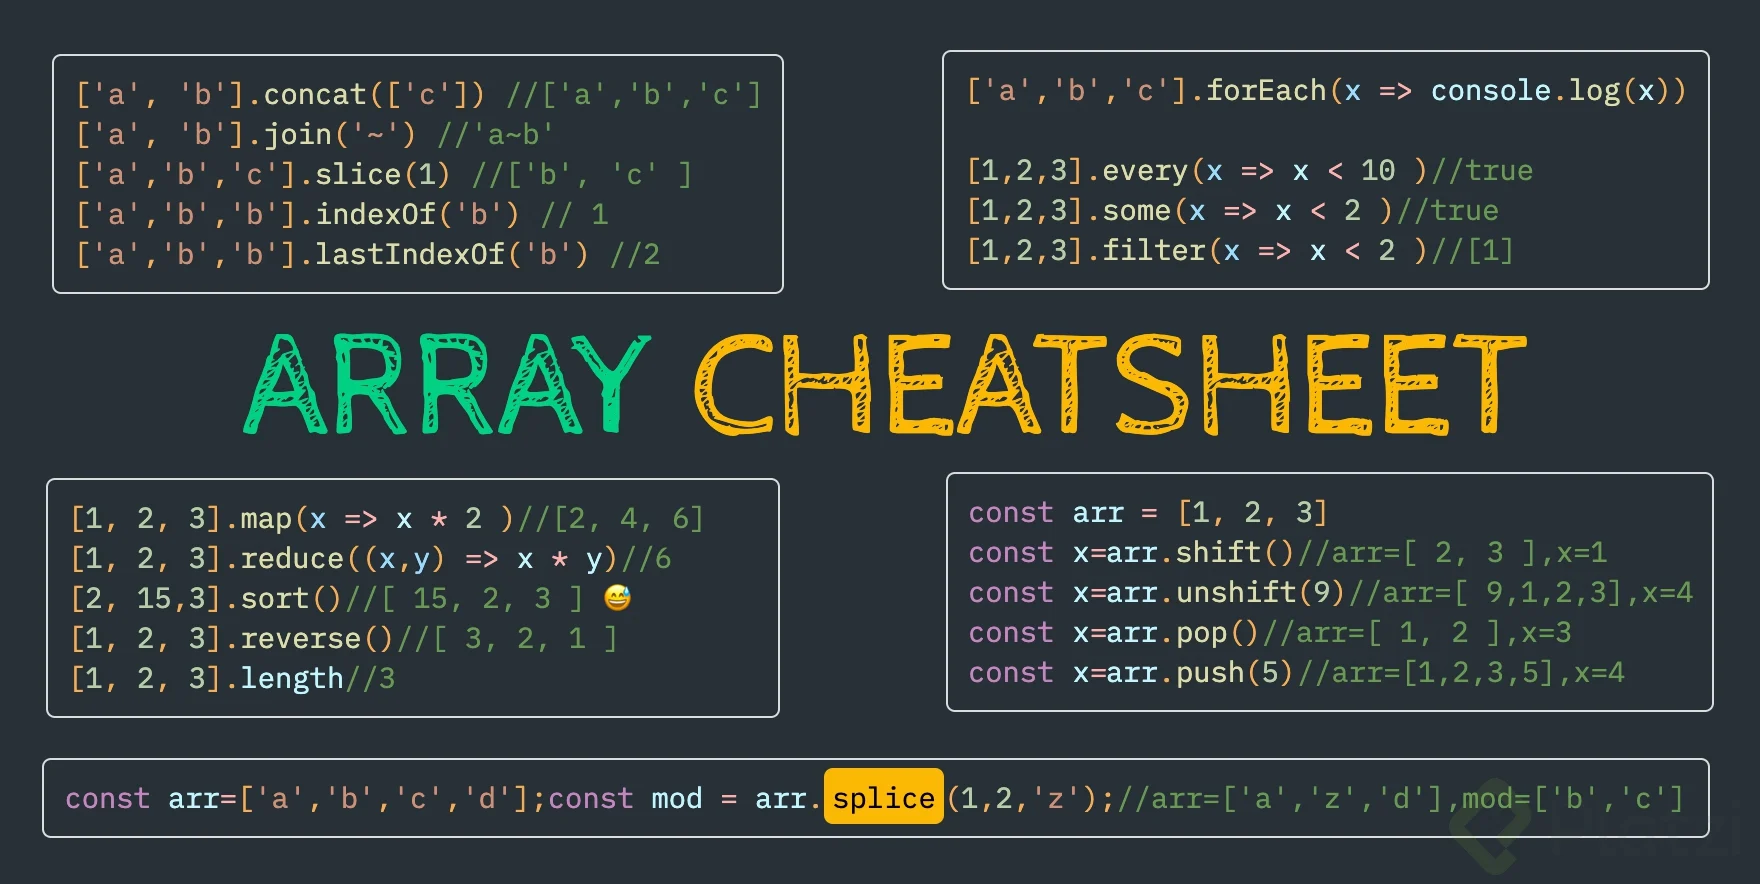 ['a', 'b'].concat(['c']) //['a','b','c']
['a', 'b'].join('~') //'a~b'
['a','b','c'].slice(1) //['b', 'c' ]
['a','b','b'].indexOf('b') // 1
['a','b','b'].lastIndexOf('b') //2
['a','b','c'].forEach(x => console.log(x))
[1,2,3].every(x => x < 10 )//true
[1,2,3].some(x => x < 2 )//true
[1,2,3].filter(x => x < 2 )//[1]
ARRAY CHEATSHEET
[1, 2, 3].map(x => x * 2 )//[2, 4, 6]
[1, 2, 3].reduce((x,y) => x * y)//6
[2, 15,3].sort()//[ 15, 2, 3 ] 😅
[1, 2, 3].reverse()//[ 3, 2, 1 ]
[1, 2, 3].length//3
const arr = [1, 2, 3]
const x=arr.shift()//arr=[ 2, 3 ],x=1
const x=arr.unshift(9)//arr=[ 9,1,2,3],x=4
const x=arr.pop()//arr=[ 1, 2 ],x=3
const x=arr.push(5)//arr=[1,2,3,5],x=4
const arr=['a','b','c','d'];const mod = arr.splice(1,2,'z');//arr=['a','z','d'],mod=['b','c']